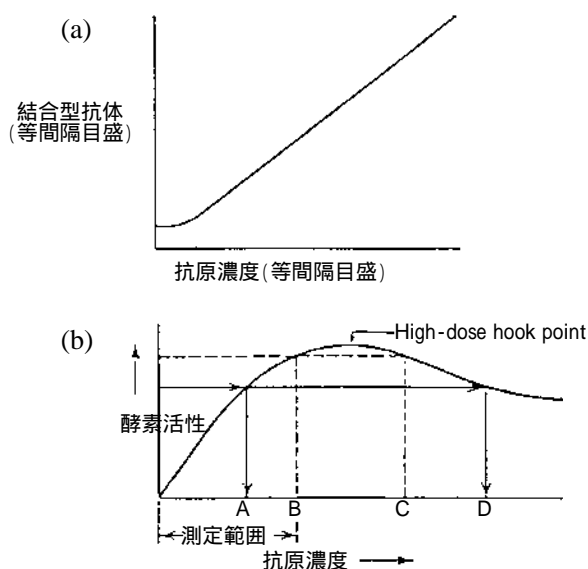 (a)
結合型抗体
(等間隔目盛)
抗原濃度(等間隔目盛)
(b)
High-dose hook point
酵素活性
A B C D
測定範囲
抗原濃度